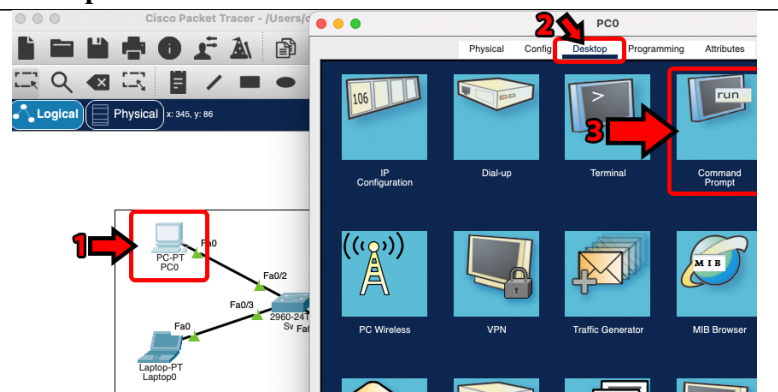 Cisco Packet Tracer - /Users/
PC0
2
Physical Config Desktop Programming Attributes
Logical Physical x: 345, y: 86
106
>
run
3
IP Configuration
Dial-up
Terminal
Command Prompt
1
Fa0
PC-PT
PC0
Fa0/2
Fa0/3
2960-24T
Fa0
Laptop-PT
Laptop0
MIB
PC Wireless
VPN
Traffic Generator
MIB Browser